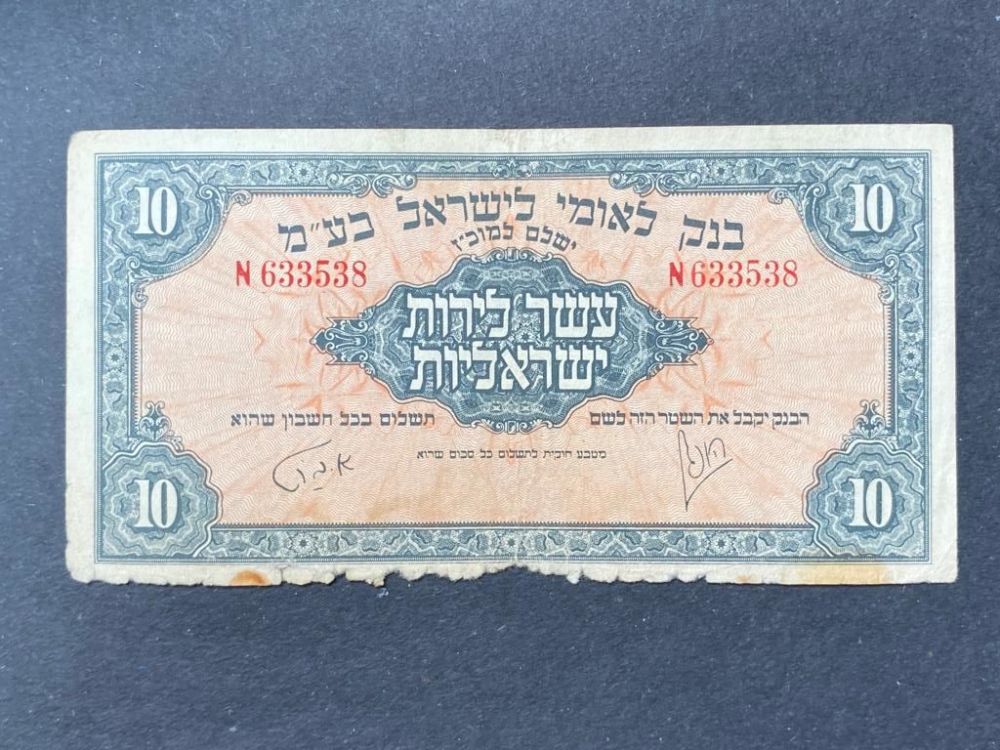 10 10
בנק לאומי לישראל בע"מ
ישלם למוכ"ז
N 633538 N 633538
עשר לירות
ישראליות
הבנק יקבל את השטר הזה לשם תשלום בכל חשבון שהוא
מטבע חוקית לתשלום כל סכום שהוא
10 10